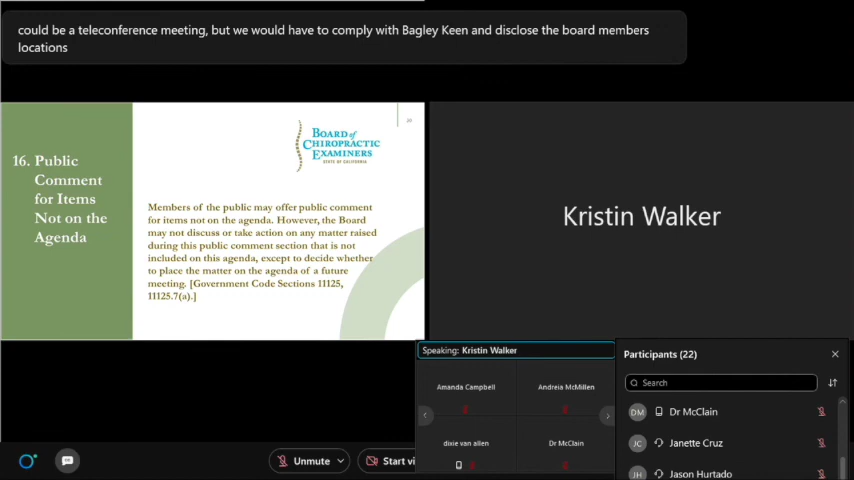 could be a teleconference meeting, but we would have to comply with Bagley Keen and disclose the board members
locations
16. Public
Comment
for Items
Not on the
Agenda
BOARD of
CHIROPRACTIC
EXAMINERS
STATE OF CALIFORNIA
Members of the public may offer public comment
for items not on the agenda. However, the Board
may not discuss or take action on any matter raised
during this public comment section that is not
included on this agenda, except to decide whether
to place the matter on the agenda of a future
meeting. [Government Code Sections 11125,
11125.7(a).]
Kristin Walker
Speaking: Kristin Walker
Amanda Campbell
Andreia McMillen
dixie van allen
Dr McClain
Participants (22)
Search
DM Dr McClain
JC Janette Cruz
JH Jason Hurtado
Unmute
Start vi